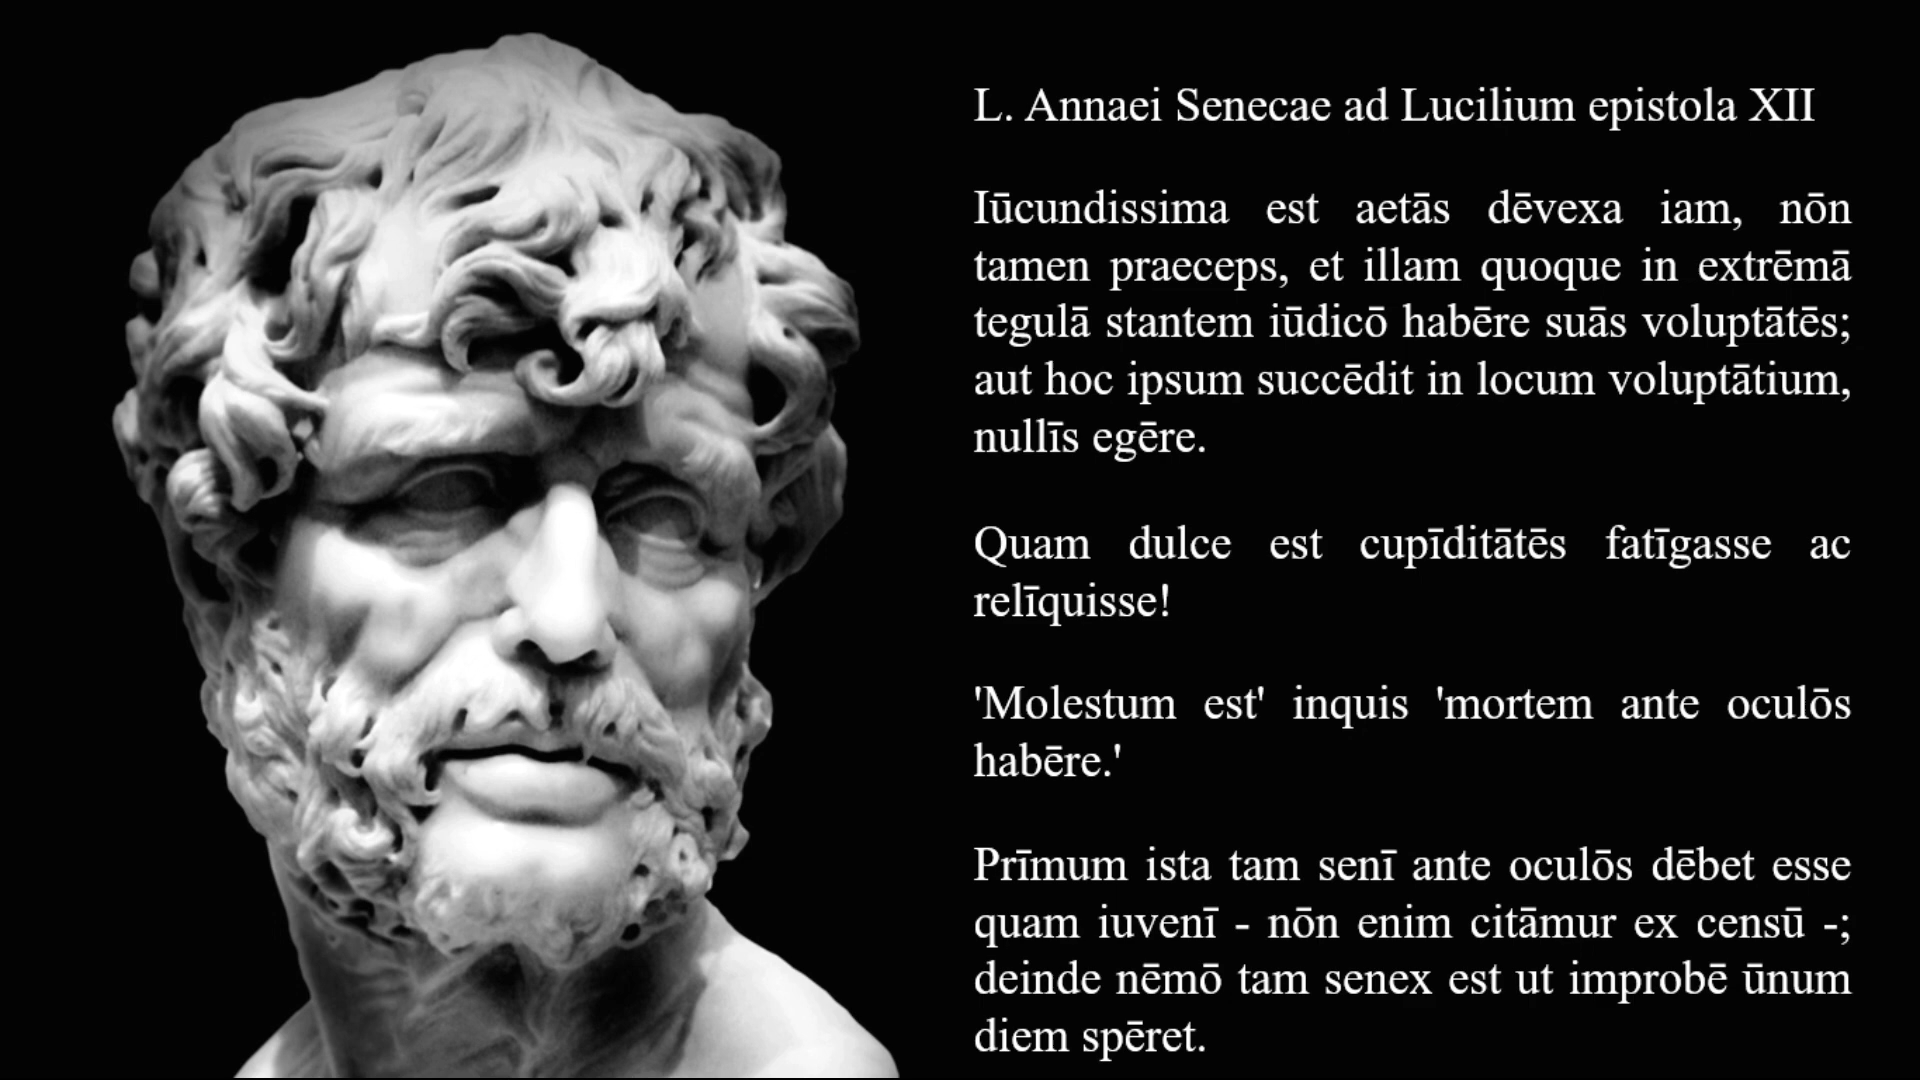 L. Annaei Senecae ad Lucilium epistola XII
Iūcundissima est aetās dēvexa iam, nōn
tamen praeceps, et illam quoque in extrēmā
tegulā stantem iūdicō habēre suās voluptātēs;
aut hoc ipsum succēdit in locum voluptātium,
nullīs egēre.
Quam dulce est cupīditātēs fatīgasse ac
relīquisse!
'Molestum est' inquis 'mortem ante oculōs
habēre.'
Prīmum ista tam senī ante oculōs dēbet esse
quam iuvenī - nōn enim citāmur ex censū -;
deinde nēmō tam senex est ut improbē ūnum
diem spēret.